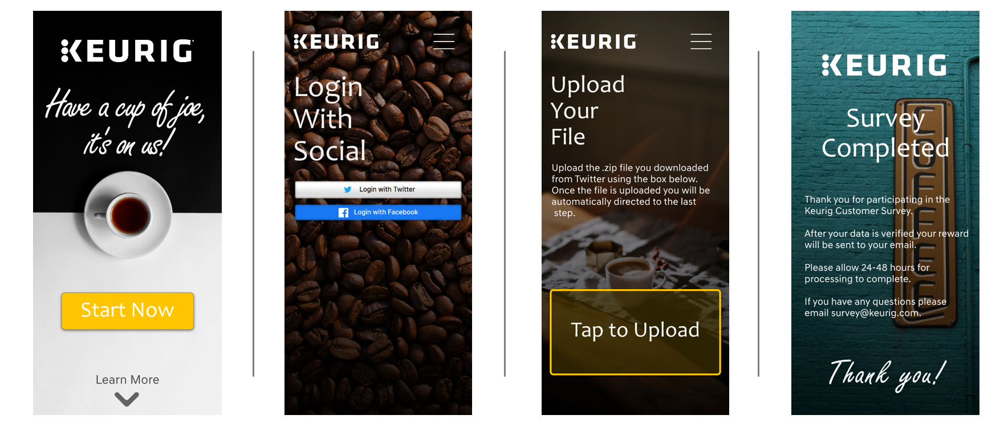 KEURIG
Have a cup of joe,
it's on us!
Start Now
Learn More
KEURIG
Login
With
Social
Login with Twitter
Login with Facebook
KEURIG
Upload
Your
File
Upload the .zip file you downloaded
from Twitter using the box below.
Once the file is uploaded you will be
automatically directed to the last
step.
Tap to Upload
KEURIG
Survey
Completed
Thank you for participating in the
Keurig Customer Survey.
After your data is verified your reward
will be sent to your email.
Please allow 24-48 hours for
processing to complete.
If you have any questions please
email survey@keurig.com.
Thank you!